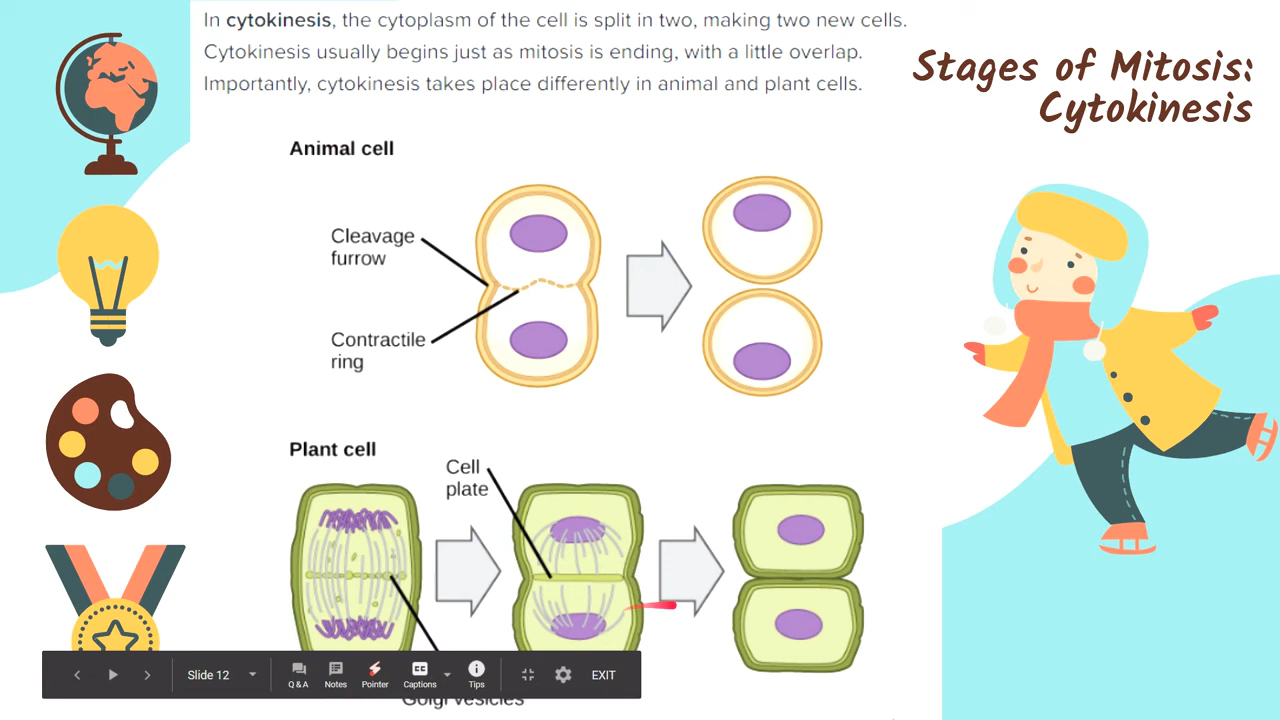 In cytokinesis, the cytoplasm of the cell is split in two, making two new cells.
Cytokinesis usually begins just as mitosis is ending, with a little overlap.
Importantly, cytokinesis takes place differently in animal and plant cells.
Stages of Mitosis:
Cytokinesis
Animal cell
Cleavage
furrow
Contractile
ring
Plant cell
Cell
plate
Slide 12
Q & A
Notes
Pointer
Captions
Tips
EXIT
Golgi vesicles